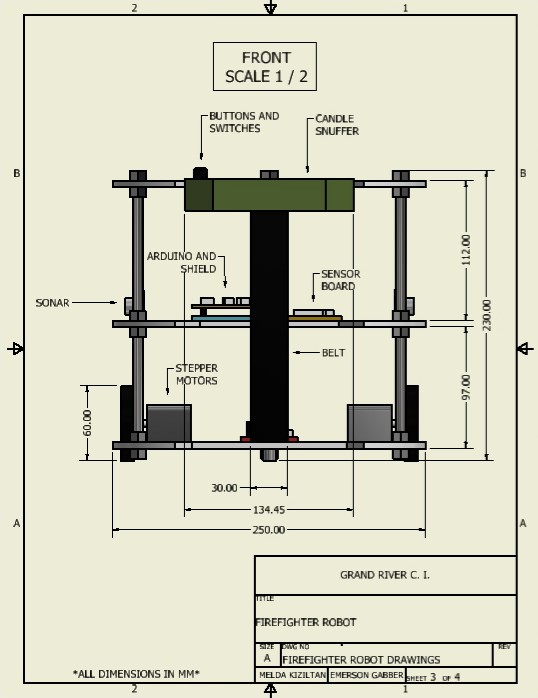 2
1
FRONT
SCALE 1 / 2
BUTTONS AND
SWITCHES
CANDLE
SNUFFER
B
B
ARDUINO AND
SHIELD
SENSOR
BOARD
112.00
SONAR
230.00
BELT
STEPPER
MOTORS
97.00
60.00
30.00
134.45
A
A
250.00
GRAND RIVER C. I.
TITLE
FIREFIGHTER ROBOT
SIZE
A
DWG NO
FIREFIGHTER ROBOT DRAWINGS
REV
*ALL DIMENSIONS IN MM*
MELDA KIZILTAN
EMERSON GABBER
SHEET 3 OF 4
2
1